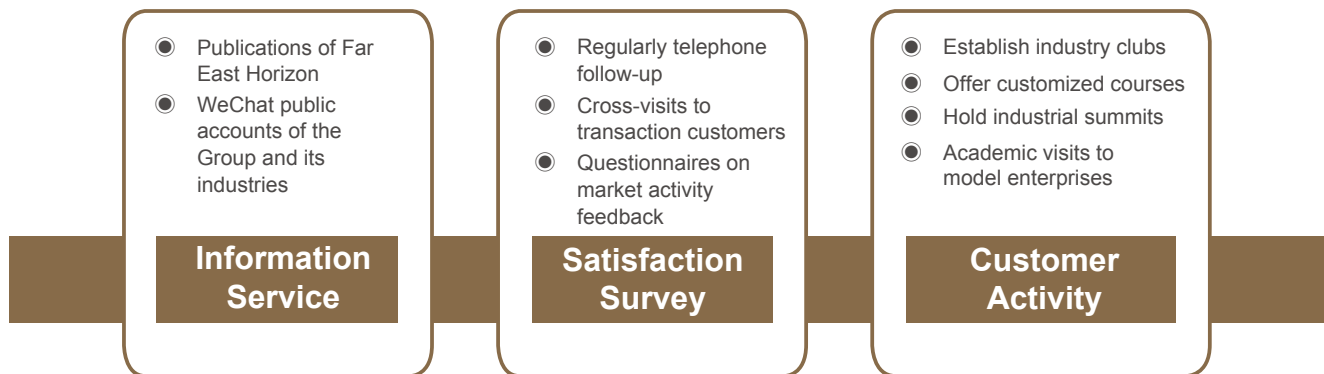 Publications of Far
East Horizon
WeChat public
accounts of the
Group and its
industries
Information
Service
Regularly telephone
follow-up
Cross-visits to
transaction customers
Questionnaires on
market activity
feedback
Satisfaction
Survey
Establish industry clubs
Offer customized courses
Hold industrial summits
Academic visits to
model enterprises
Customer
Activity